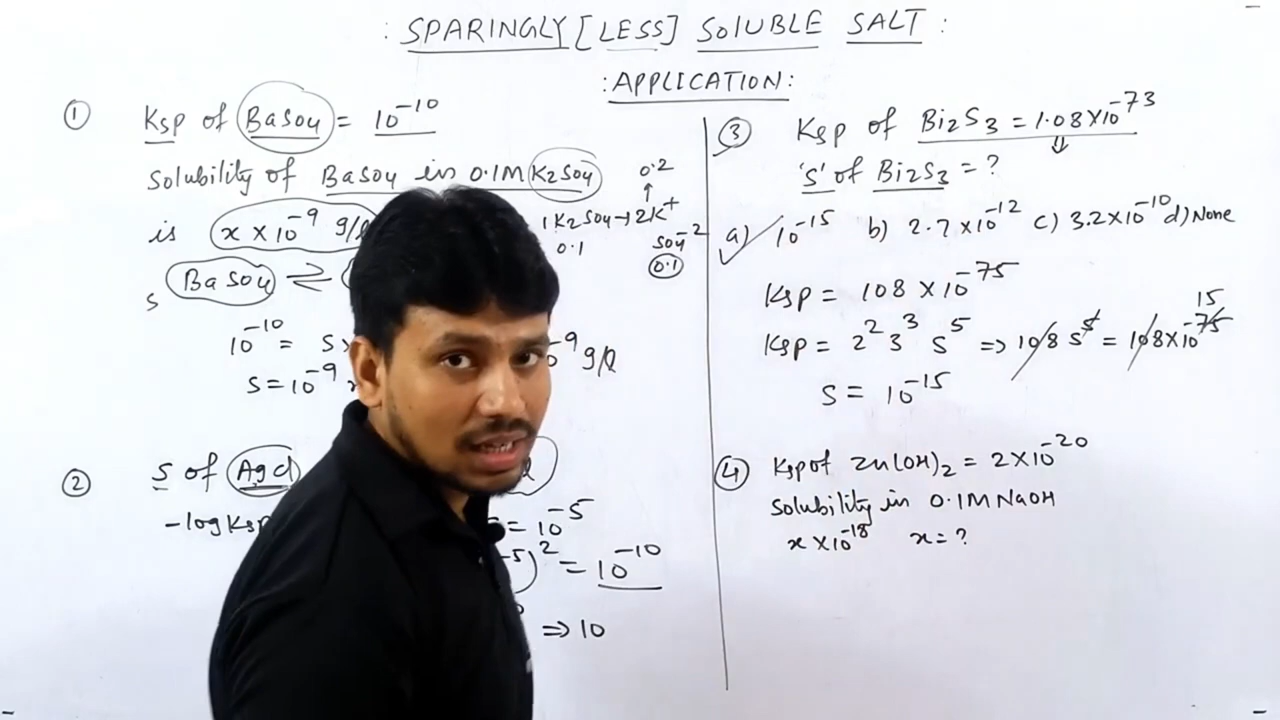 : SPARINGLY [LESS] SOLUBLE SALT :
: APPLICATION :
① Ksp of BaSO4 = 10⁻¹⁰
Solubility of BaSO4 in 0.1M K2SO4
is x × 10⁻⁹ g/
0.2
↑
1K2SO4 → 2K⁺
0.1
SO4⁻²
0.1
BaSO4 ⇌
S
10⁻¹⁰ = S
⁻⁹ g/l
S = 10⁻⁹
② S of AgCl
-log Ksp
= 10⁻⁵
⁻⁵)² = 10⁻¹⁰
⇒ 10
③ Ksp of Bi2S3 = 1.08×10⁻⁷³
⇓
'S' of Bi2S3 = ?
a) 10⁻¹⁵ b) 2.7×10⁻¹² c) 3.2×10⁻¹⁰ d) None
Ksp = 108 × 10⁻⁷⁵
15
Ksp = 2² 3³ S⁵ ⇒ 108 S⁵ = 108×10⁻⁷⁵
S = 10⁻¹⁵
④ Ksp of Zn(OH)2 = 2×10⁻²⁰
Solubility in 0.1M NaOH
x × 10⁻¹⁸ x = ?